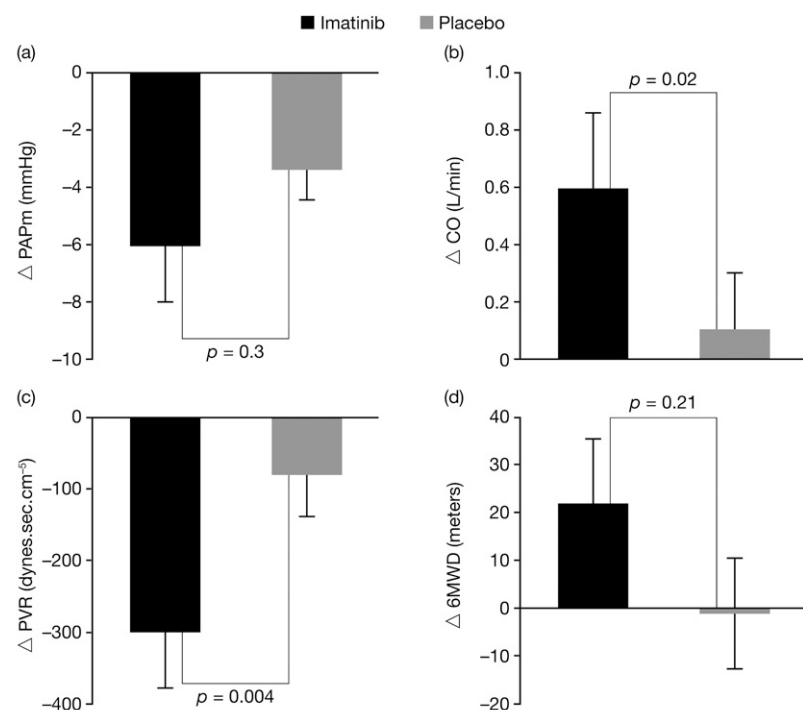 Imatinib Placebo
(a)
0
−2
−4
−6
−8
−10
△ PAPm (mmHg)
p = 0.3
(b)
1.0
0.8
0.6
0.4
0.2
0
△ CO (L/min)
p = 0.02
(c)
0
−100
−200
−300
−400
△ PVR (dynes.sec.cm⁻⁵)
p = 0.004
(d)
40
30
20
10
0
−10
−20
△ 6MWD (meters)
p = 0.21